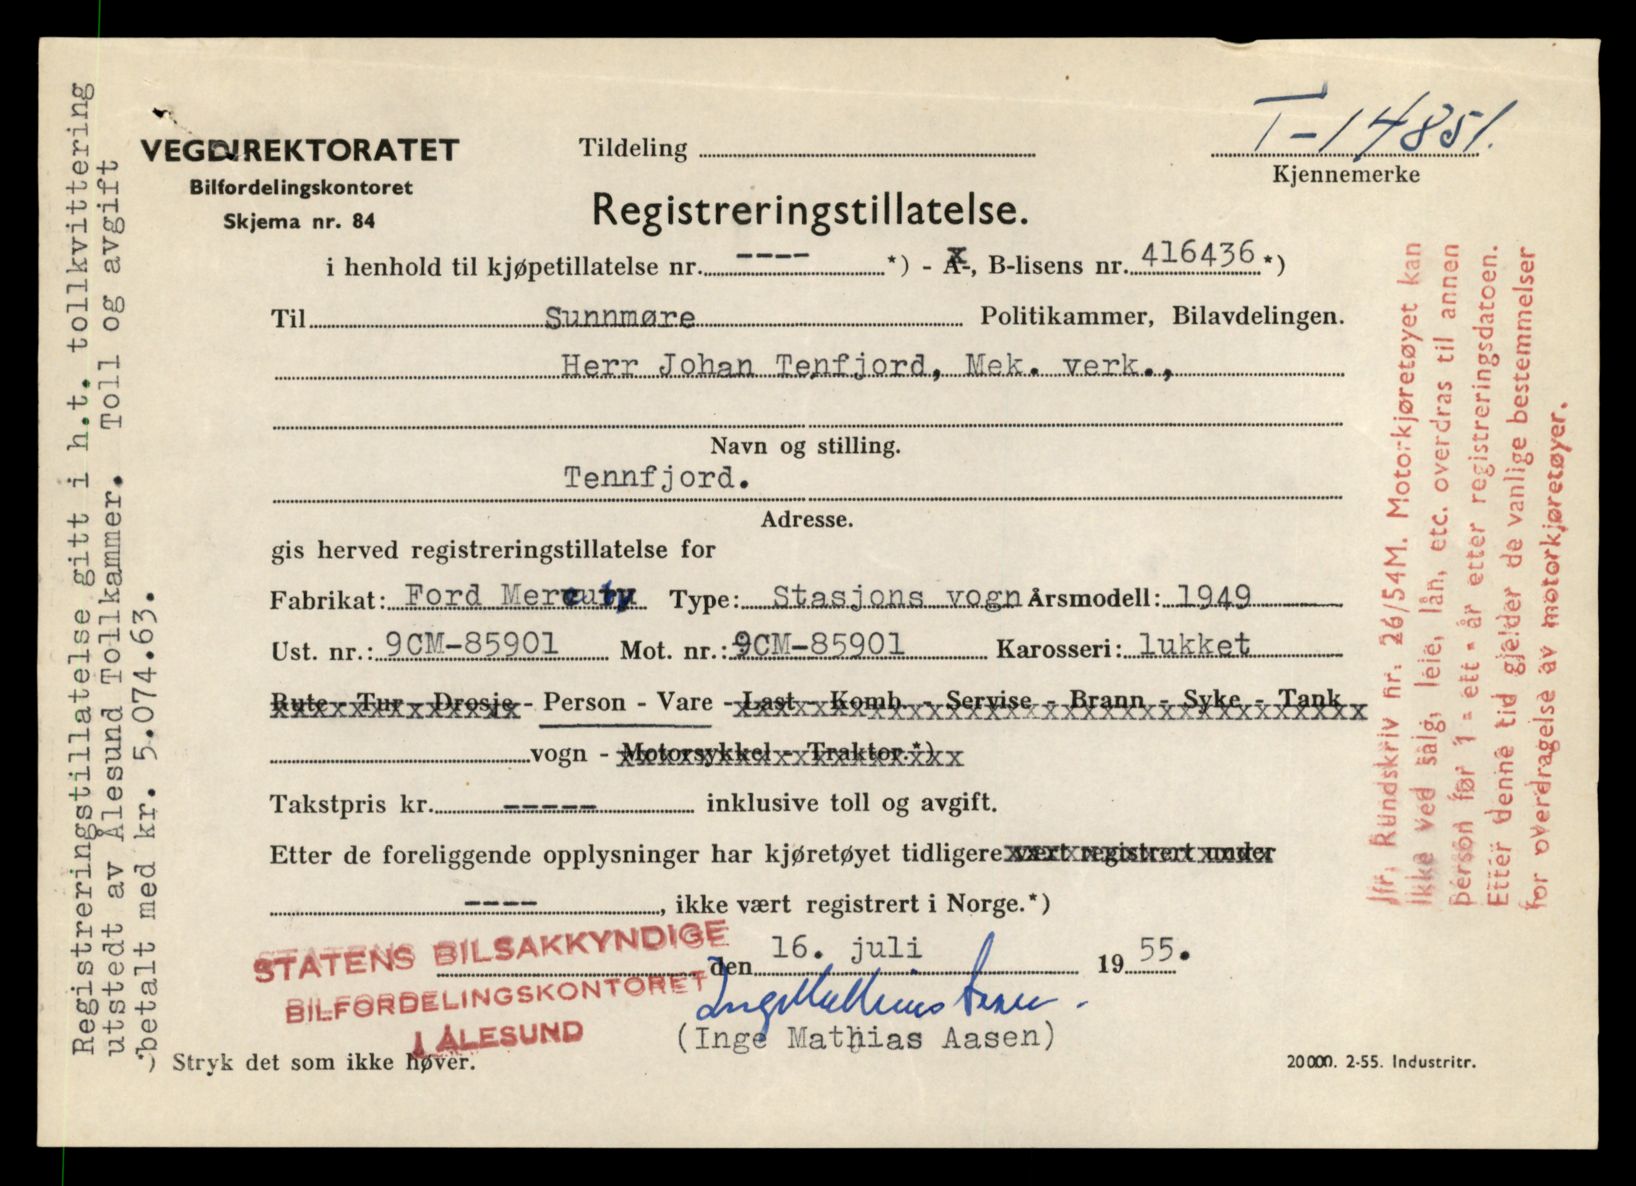 T-14851.
VEGDIREKTORATET
Tildeling
Kjennemerke
Bilfordelingskontoret
Skjema nr. 84
Registreringstillatelse.
i henhold til kjøpetillatelse nr. ---- *) - A-, B-lisens nr. 416436 *)
Til Sunnmøre Politikammer, Bilavdelingen.
Herr Johan Tenfjord, Mek. verk.,
Navn og stilling.
Tennfjord.
Adresse.
gis herved registreringstillatelse for
Fabrikat: Ford Mercury Type: Stasjons vogn Årsmodell: 1949
Ust. nr.: 9CM-85901 Mot. nr.: 9CM-85901 Karosseri: lukket
Rute - Tur - Drosje - Person - Vare - Last - Komb. - Servise - Brann - Syke - Tank
vogn - Motorsykkel - Traktor.*)
Takstpris kr. ----- inklusive toll og avgift.
Etter de foreliggende opplysninger har kjøretøyet tidligere vært registrert under
----, ikke vært registrert i Norge.*)
STATENS BILSAKKYNDIGE
BILFORDELINGSKONTORET
I ÅLESUND
den 16. juli 1955.
Inge Mathias Aasen.
(Inge Mathias Aasen)
*) Stryk det som ikke høver.
20000. 2-55. Industritr.
Registreringstillatelse gitt i h.t. tollkvittering
utstedt av Ålesund Tollkammer. Toll og avgift
betalt med kr. 5.074.63.
Jfr. Rundskriv nr. 26/54M. Motorkjøretøyet kan
ikke ved salg, leie, lån, etc. overdras til annen
person før 1 - ett - år etter registreringsdatoen.
Etter denne tid gjelder de vanlige bestemmelser
for overdragelse av motorkjøretøyer.